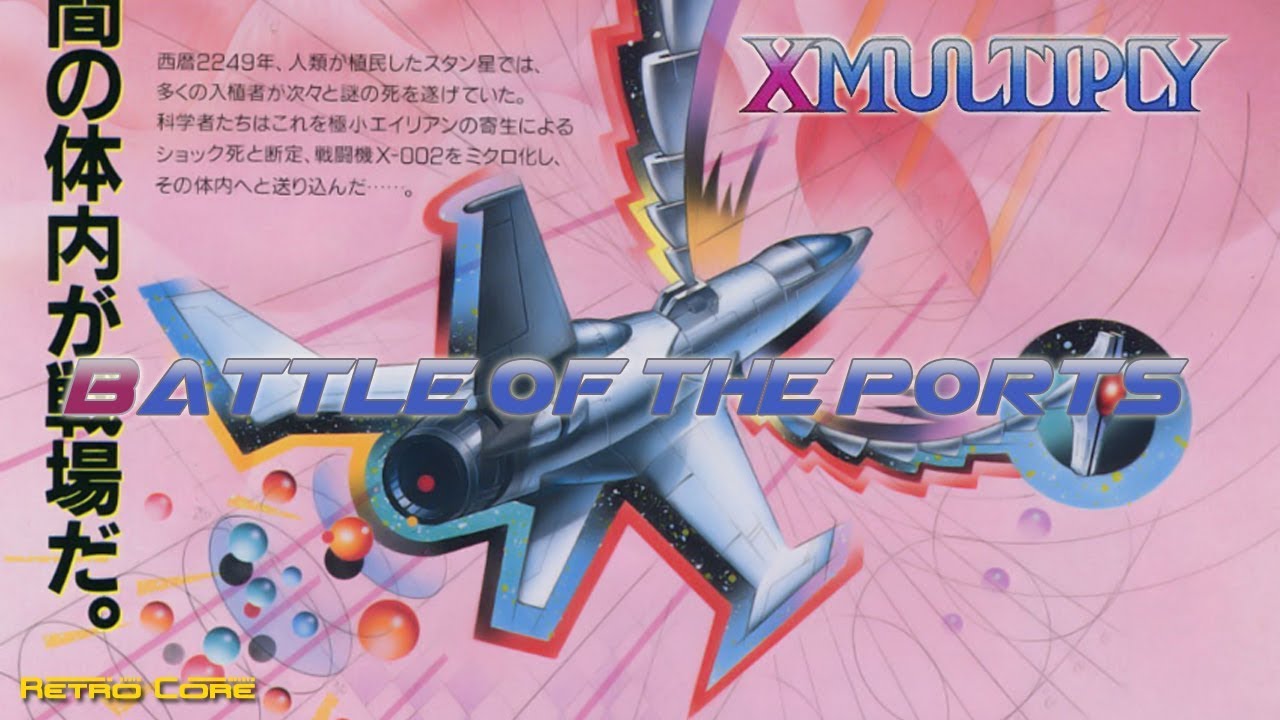 間の体内が戦場だ。
西暦2249年、人類が植民したスタン星では、
多くの入植者が次々と謎の死を遂げていた。
科学者たちはこれを極小エイリアンの寄生による
ショック死と断定、戦闘機X-002をミクロ化し、
その体内へと送り込んだ……。
XMULTIPLY
BATTLE OF THE PORTS
RETRO CORE